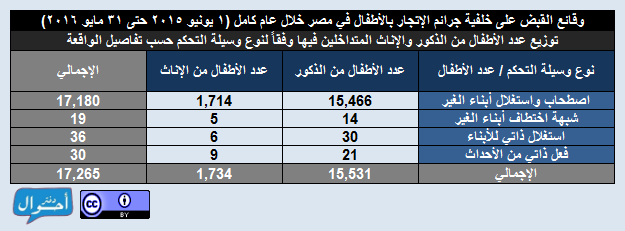 وقائع القبض على خلفية جرائم الإتجار بالأطفال في مصر خلال عام كامل (1 يونيو 2015 حتى 31 مايو 2016)
توزيع عدد الأطفال من الذكور والإناث المتداخلين فيها وفقاً لنوع وسيلة التحكم حسب تفاصيل الواقعة
نوع وسيلة التحكم / عدد الأطفال عدد الأطفال من الذكور عدد الأطفال من الإناث الإجمالي
اصطحاب واستغلال أبناء الغير 15,466 1,714 17,180
شبهة اختطاف أبناء الغير 14 5 19
استغلال ذاتي للأبناء 30 6 36
فعل ذاتي من الأحداث 21 9 30
الإجمالي 15,531 1,734 17,265
دفتر أحوال
cc BY